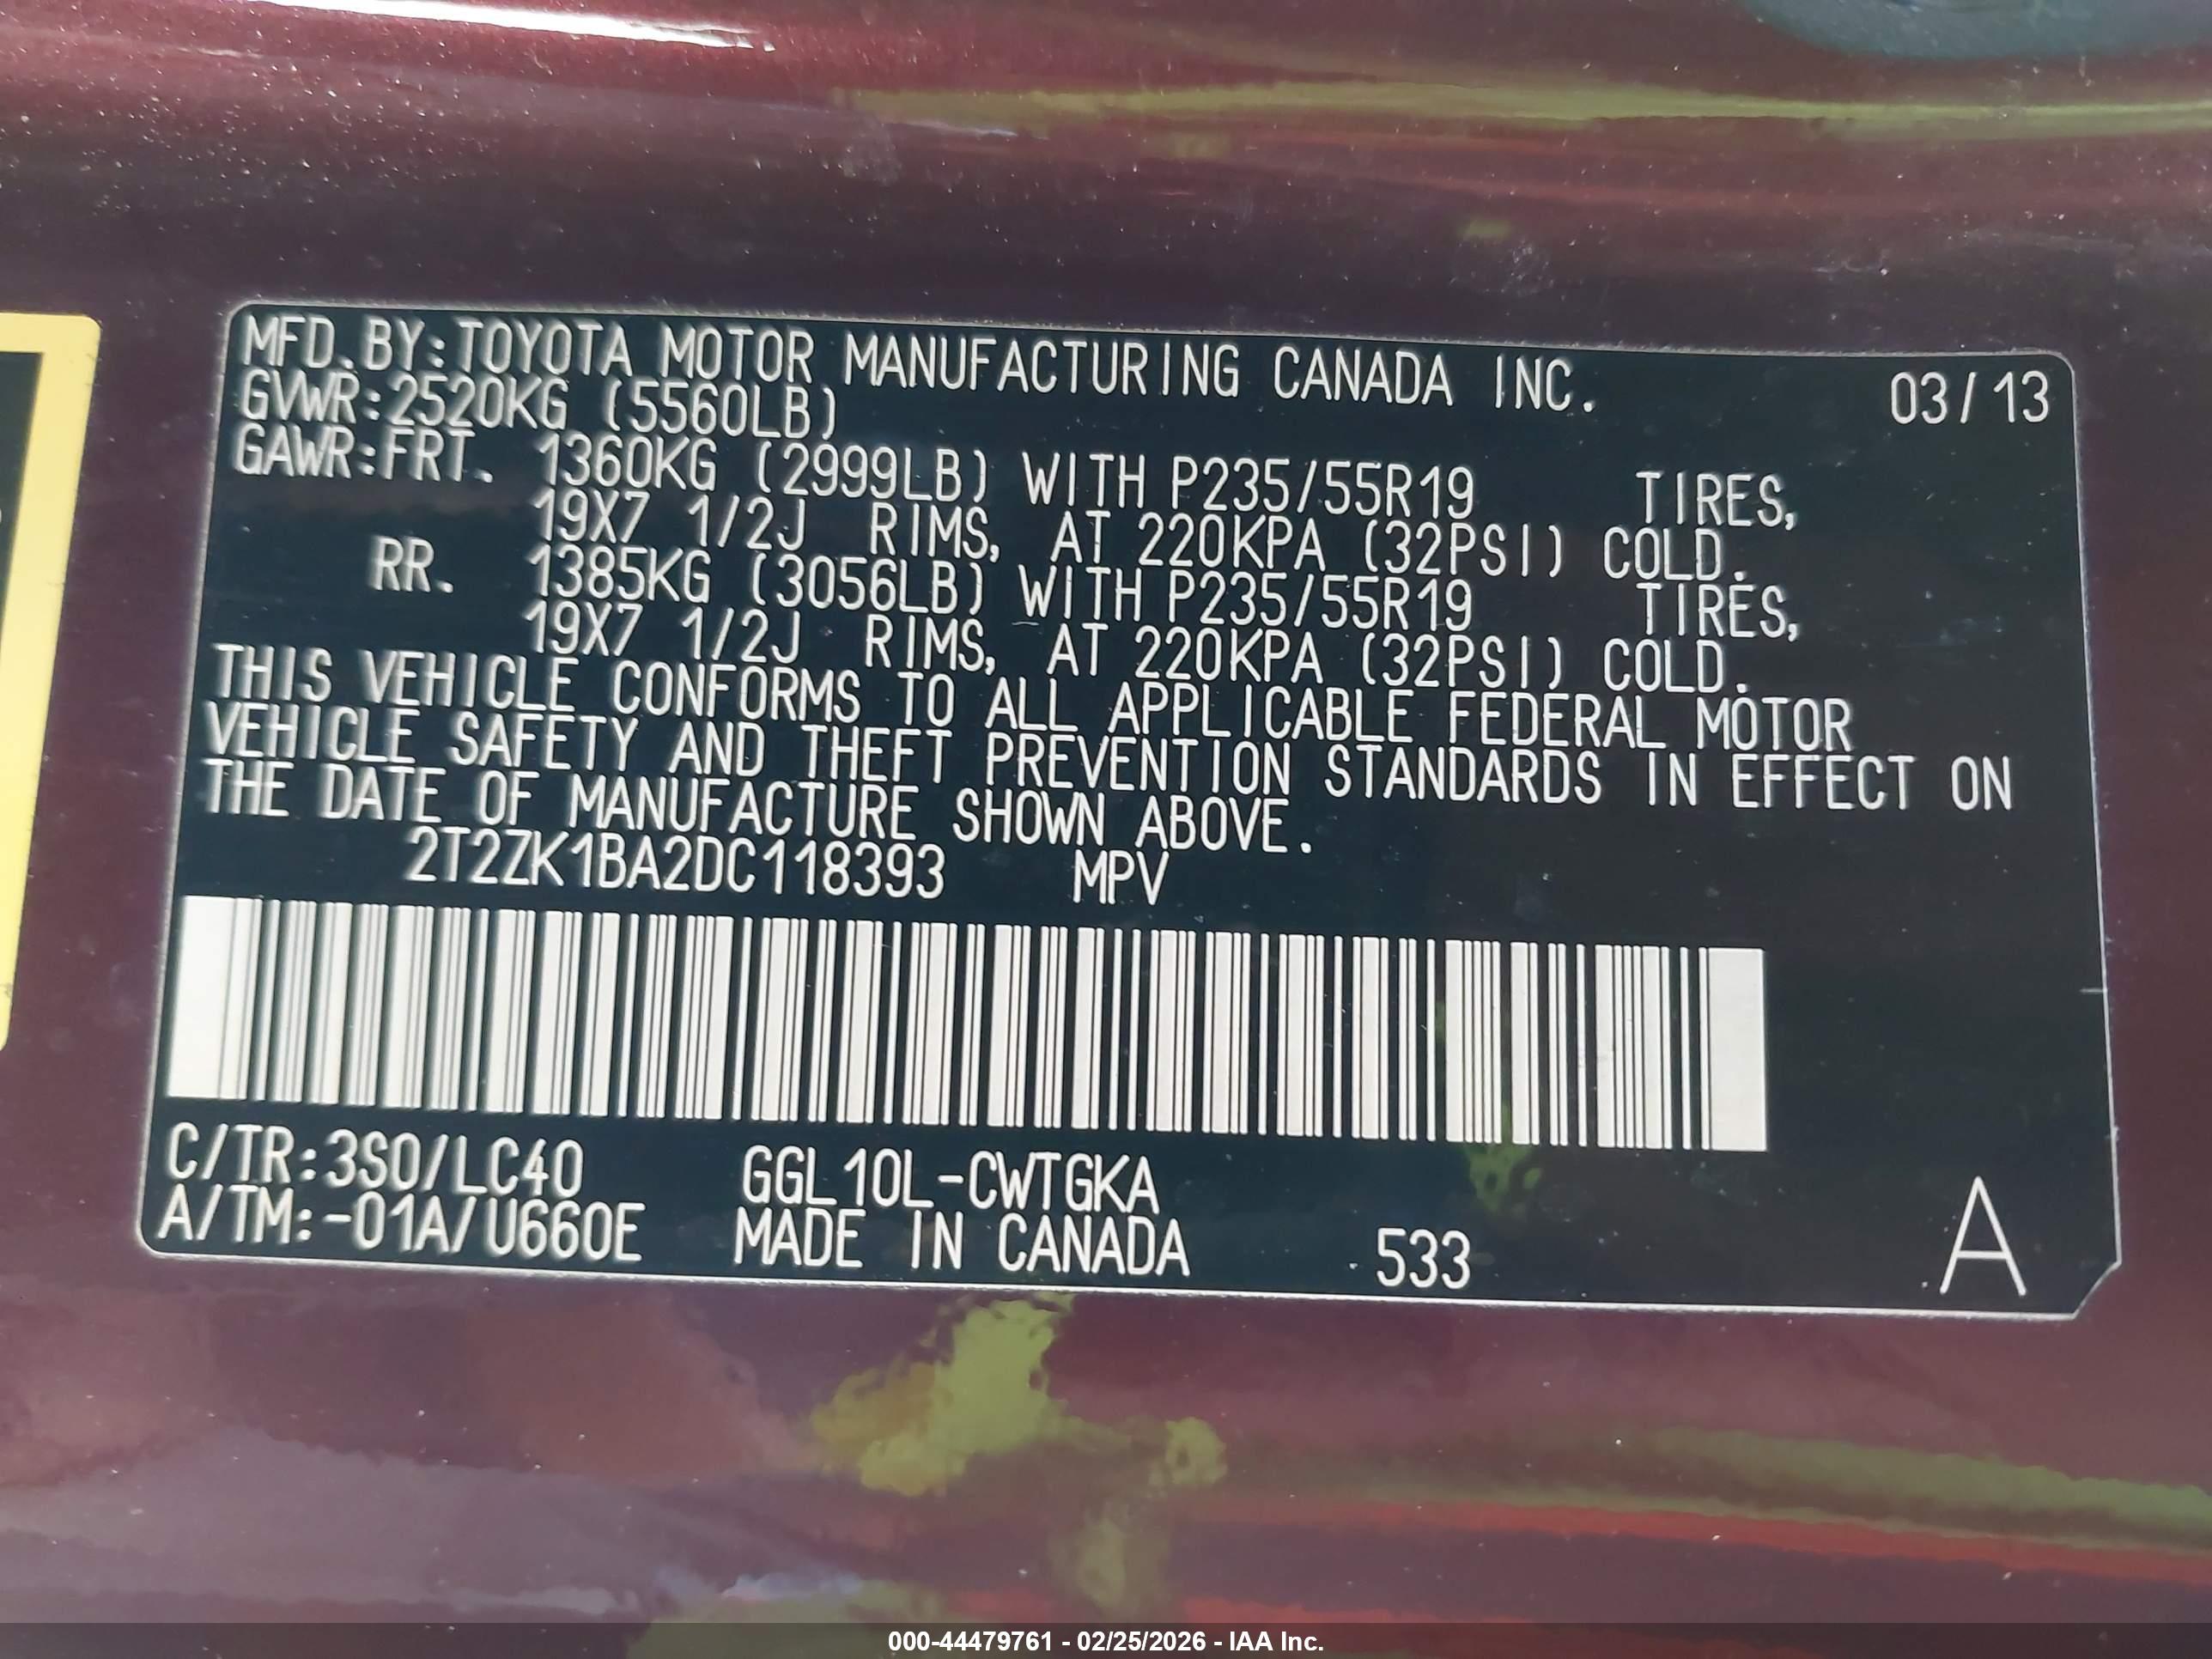 MFD.BY:TOYOTA MOTOR MANUFACTURING CANADA INC. 03/13
GVWR:2520KG (5560LB)
GAWR:FRT. 1360KG (2999LB) WITH P235/55R19 TIRES,
19X7 1/2J RIMS, AT 220KPA (32PSI) COLD.
RR. 1385KG (3056LB) WITH P235/55R19 TIRES,
19X7 1/2J RIMS, AT 220KPA (32PSI) COLD.
THIS VEHICLE CONFORMS TO ALL APPLICABLE FEDERAL MOTOR
VEHICLE SAFETY AND THEFT PREVENTION STANDARDS IN EFFECT ON
THE DATE OF MANUFACTURE SHOWN ABOVE.
2T2ZK1BA2DC118393 MPV
C/TR:3S0/LC40 GGL10L-CWTGKA
A/TM:-01A/U660E MADE IN CANADA 533 A
000-44479761 - 02/25/2026 - IAA Inc.